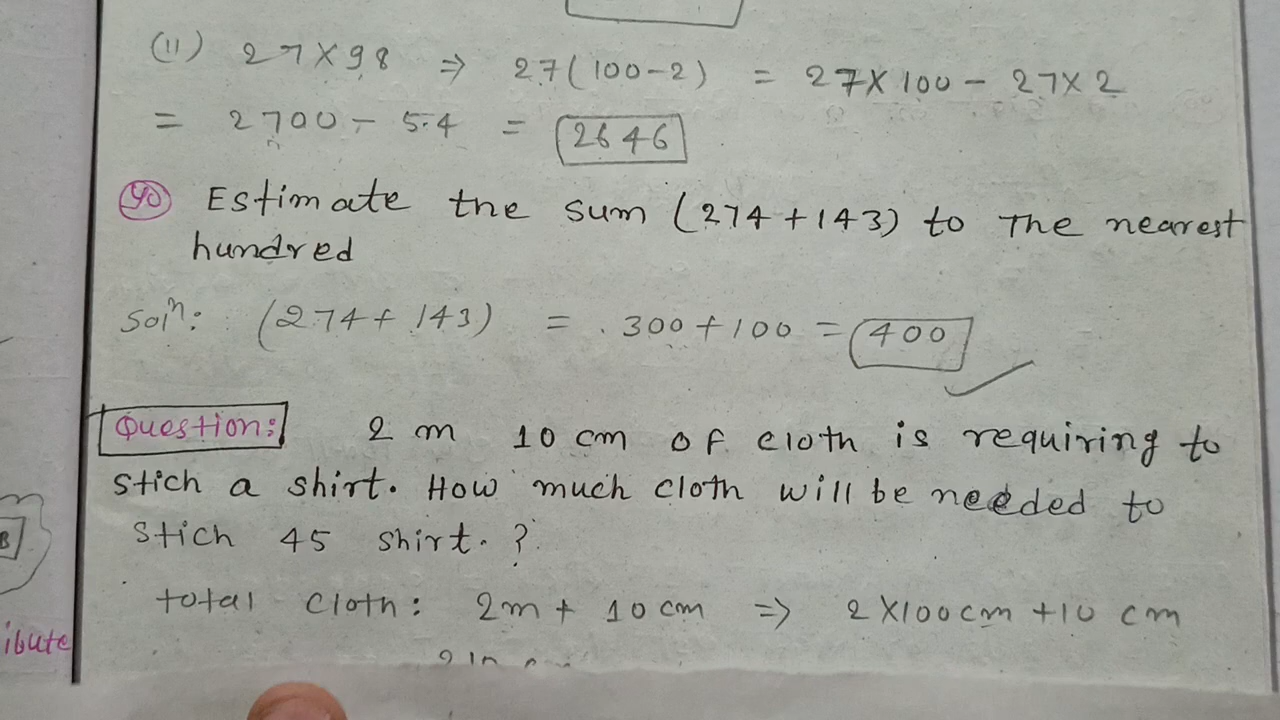 (11) 27×98 ⇒ 27(100-2) = 27×100 - 27×2
= 2700 - 54 = 2646
40 Estimate the sum (274+143) to the nearest
hundred
Soln: (274+ 143) = 300+100 = 400
Question: 2 m 10 cm of cloth is requiring to
stich a shirt. How much cloth will be needed to
stich 45 shirt. ?
B
total cloth: 2m + 10 cm ⇒ 2×100cm +10 cm
ibute